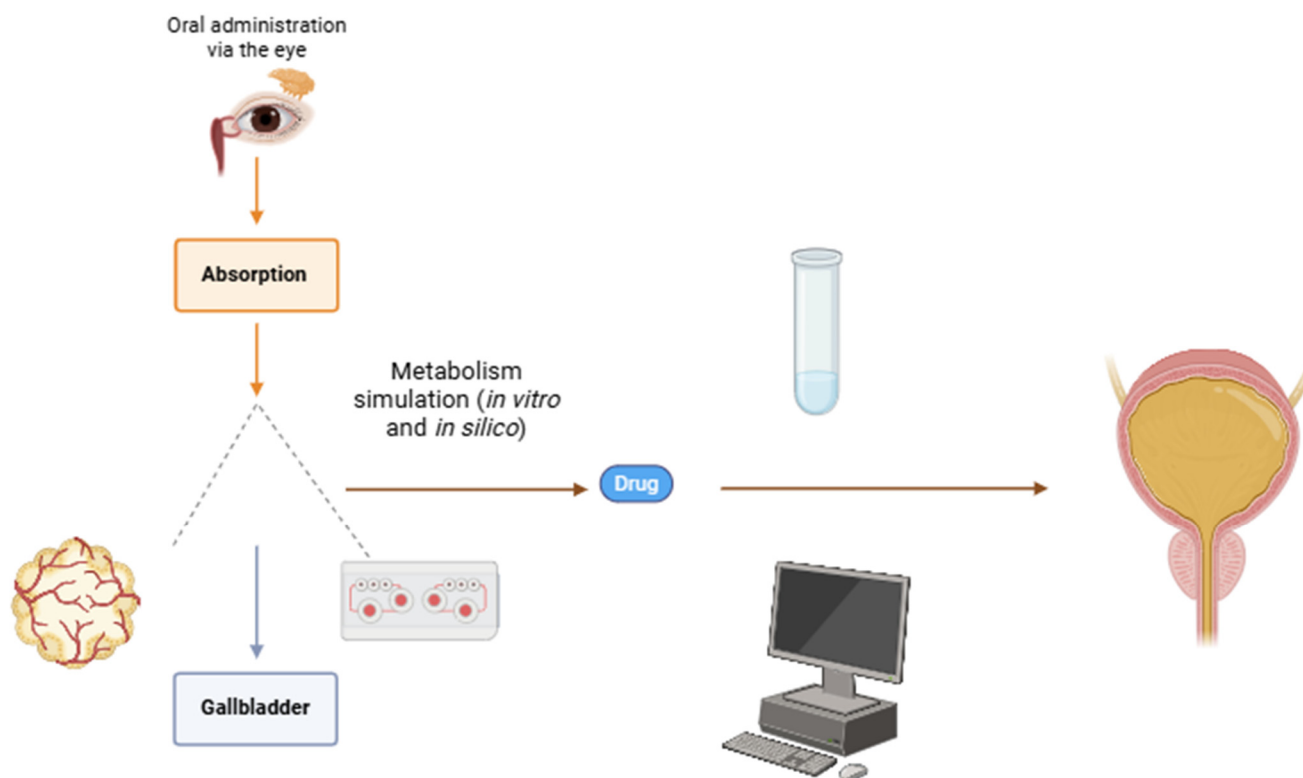 Oral administration
via the eye
Absorption
Metabolism
simulation (in vitro
and in silico)
Drug
Gallbladder